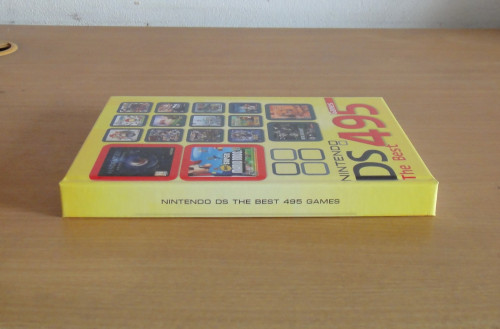 NINTENDO
DS 495
The Best
NINTENDO DS THE BEST 495 GAMES